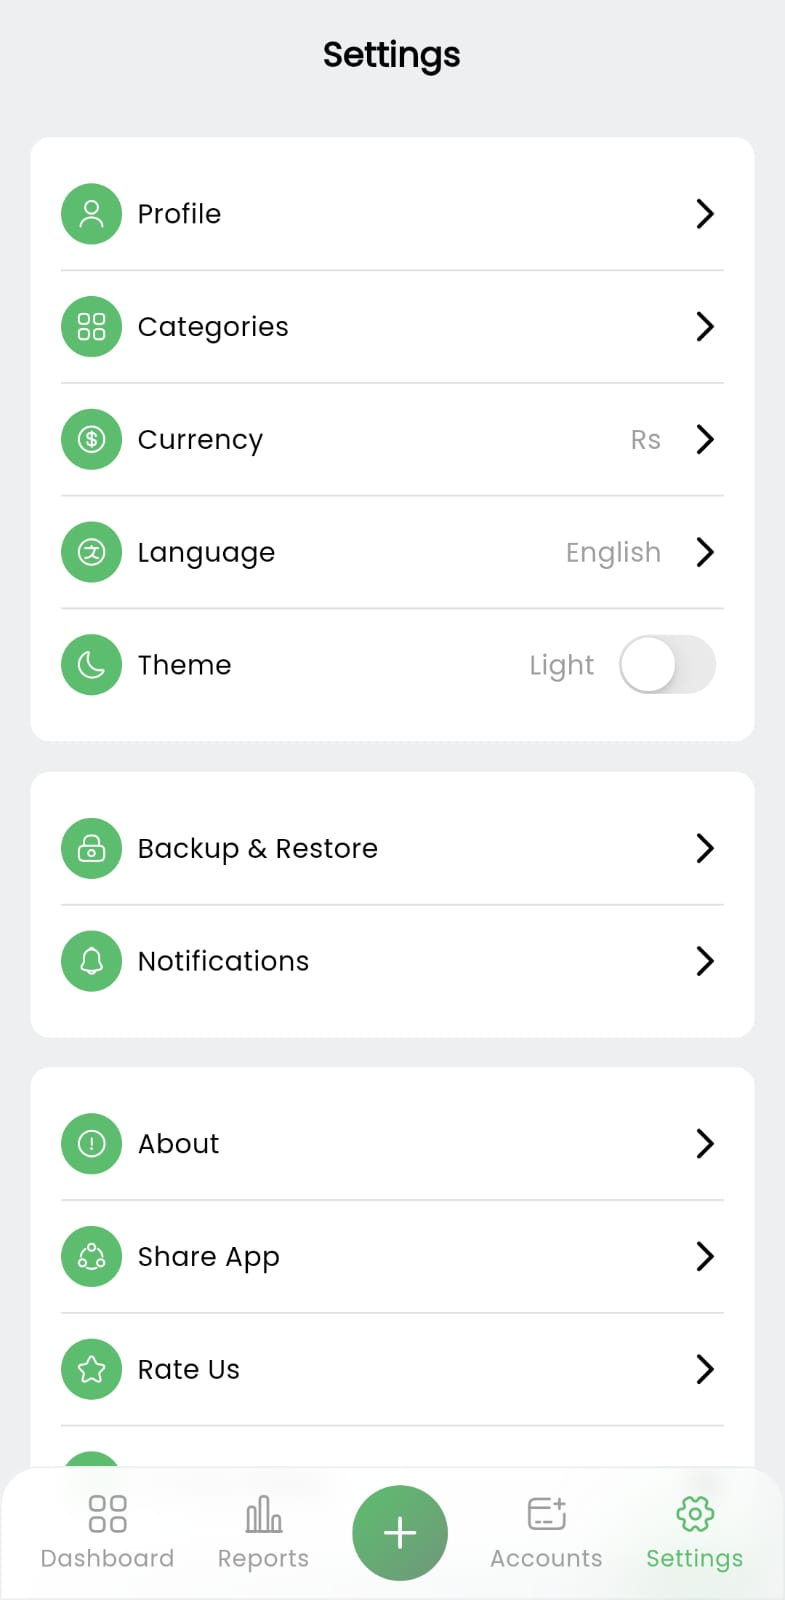 Settings
Profile
Categories
Currency Rs
Language English
Theme Light
Backup & Restore
Notifications
About
Share App
Rate Us
Dashboard Reports Accounts Settings